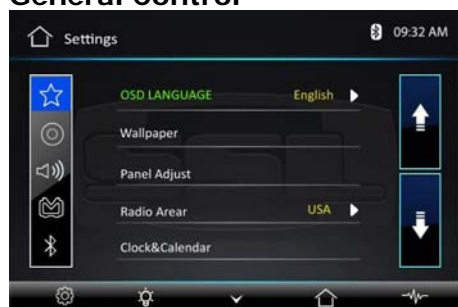 General control
Settings 09:32 AM
OSD LANGUAGE English
Wallpaper
Panel Adjust
Radio Arear USA
Clock&Calendar